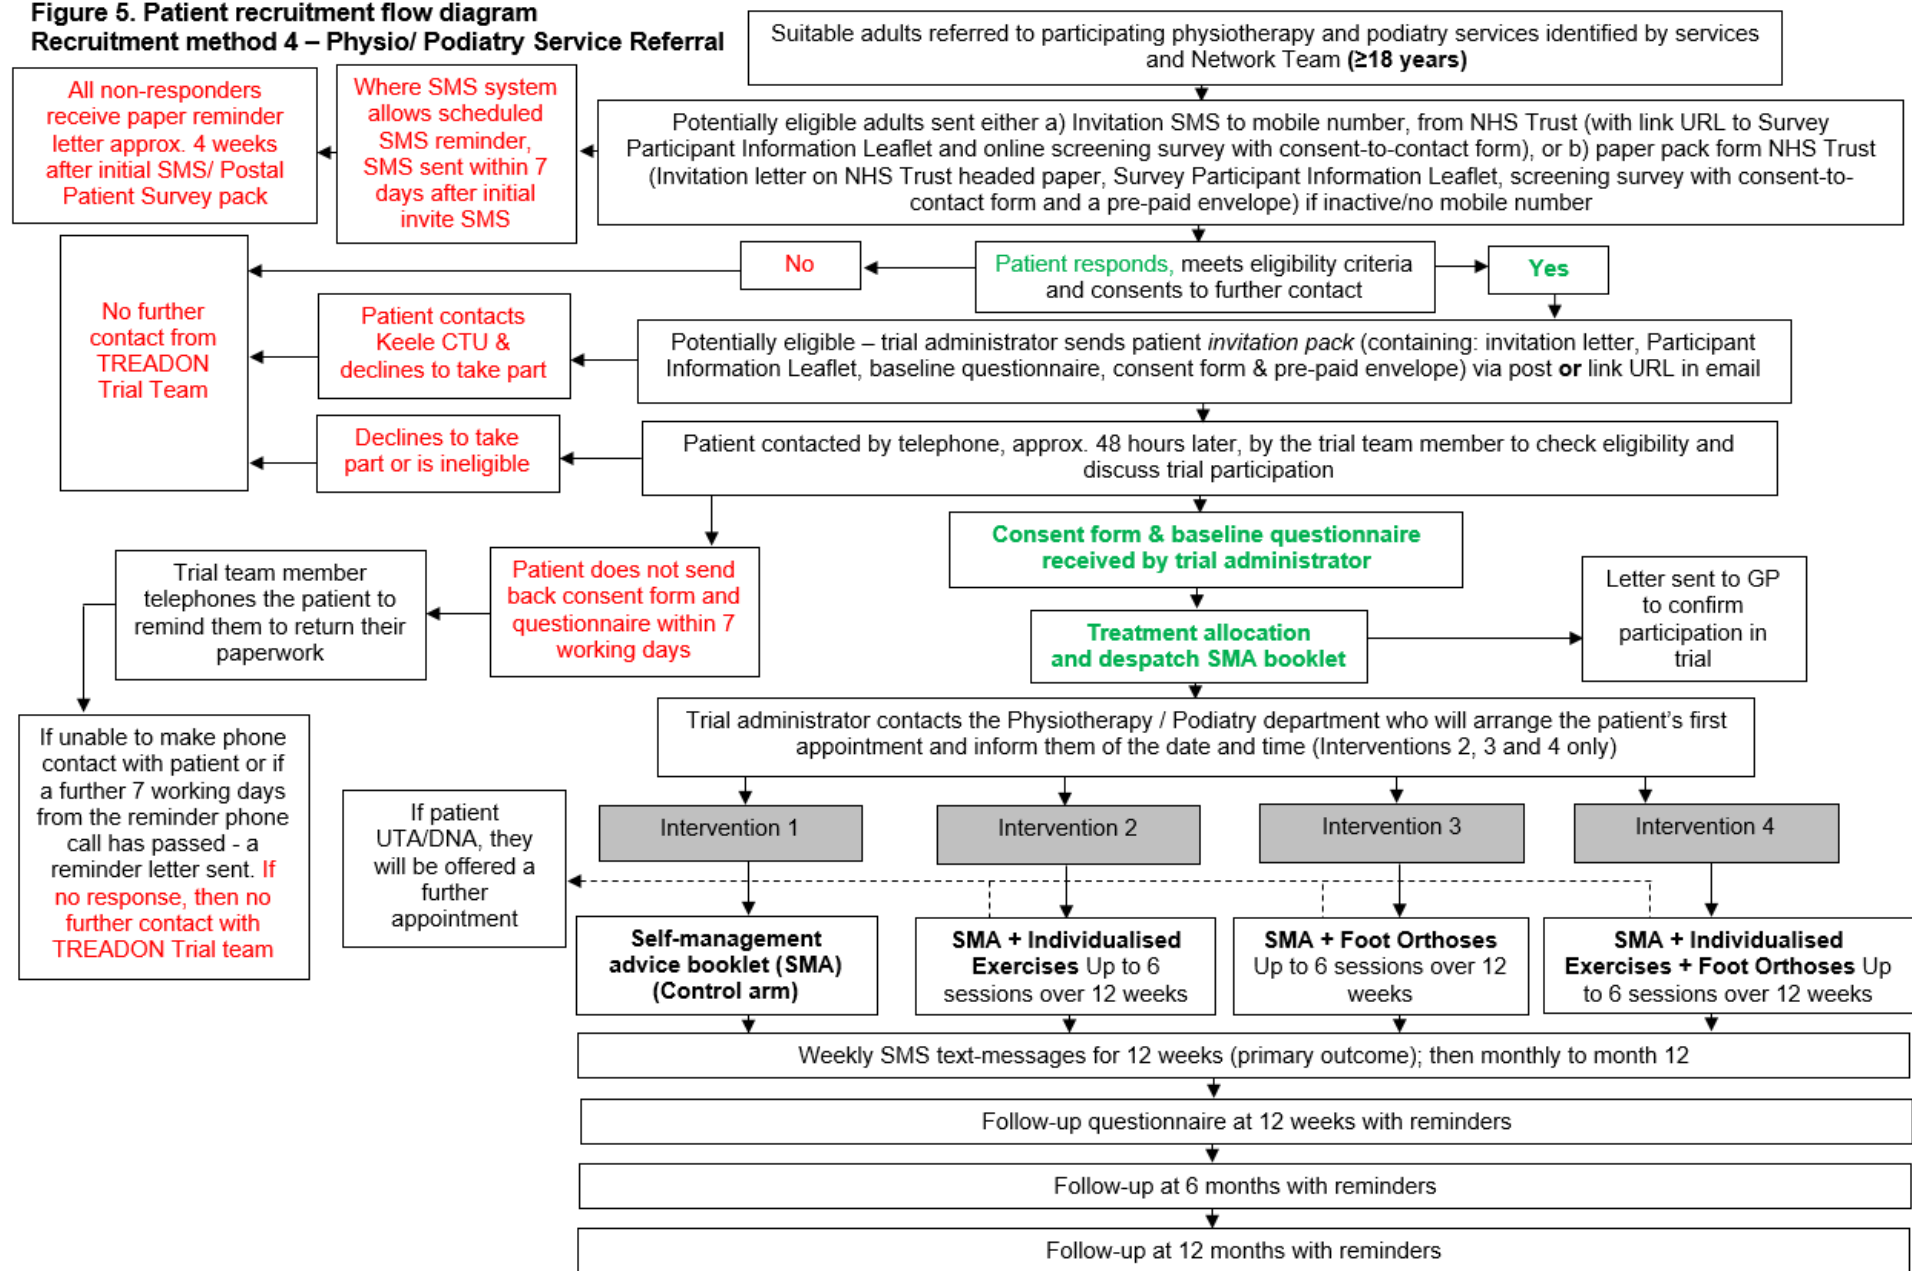 Figure 5. Patient recruitment flow diagram
Recruitment method 4 – Physio/ Podiatry Service Referral
Suitable adults referred to participating physiotherapy and podiatry services identified by services
and Network Team (≥18 years)
All non-responders
receive paper reminder
letter approx. 4 weeks
after initial SMS/ Postal
Patient Survey pack
Where SMS system
allows scheduled
SMS reminder,
SMS sent within 7
days after initial
invite SMS
Potentially eligible adults sent either a) Invitation SMS to mobile number, from NHS Trust (with link URL to Survey
Participant Information Leaflet and online screening survey with consent-to-contact form), or b) paper pack form NHS Trust
(Invitation letter on NHS Trust headed paper, Survey Participant Information Leaflet, screening survey with consent-to-
contact form and a pre-paid envelope) if inactive/no mobile number
No
Patient responds, meets eligibility criteria
and consents to further contact
Yes
No further
contact from
TREADON
Trial Team
Patient contacts
Keele CTU &
declines to take part
Potentially eligible – trial administrator sends patient invitation pack (containing: invitation letter, Participant
Information Leaflet, baseline questionnaire, consent form & pre-paid envelope) via post or link URL in email
Declines to take
part or is ineligible
Patient contacted by telephone, approx. 48 hours later, by the trial team member to check eligibility and
discuss trial participation
Consent form & baseline questionnaire
received by trial administrator
Trial team member
telephones the patient to
remind them to return their
paperwork
Patient does not send
back consent form and
questionnaire within 7
working days
Treatment allocation
and despatch SMA booklet
Letter sent to GP
to confirm
participation in
trial
If unable to make phone
contact with patient or if
a further 7 working days
from the reminder phone
call has passed - a
reminder letter sent. If
no response, then no
further contact with
TREADON Trial team
Trial administrator contacts the Physiotherapy / Podiatry department who will arrange the patient's first
appointment and inform them of the date and time (Interventions 2, 3 and 4 only)
If patient
UTA/DNA, they
will be offered a
further
appointment
Intervention 1
Intervention 2
Intervention 3
Intervention 4
Self-management
advice booklet (SMA)
(Control arm)
SMA + Individualised
Exercises Up to 6
sessions over 12 weeks
SMA + Foot Orthoses
Up to 6 sessions over 12
weeks
SMA + Individualised
Exercises + Foot Orthoses Up
to 6 sessions over 12 weeks
Weekly SMS text-messages for 12 weeks (primary outcome); then monthly to month 12
Follow-up questionnaire at 12 weeks with reminders
Follow-up at 6 months with reminders
Follow-up at 12 months with reminders